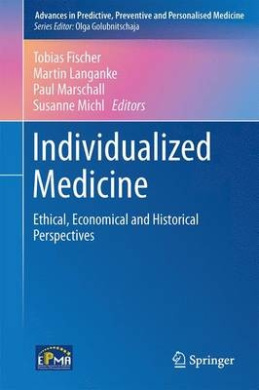 Advances in Predictive, Preventive and Personalised Medicine
Series Editor: Olga Golubnitschaja
Tobias Fischer
Martin Langanke
Paul Marschall
Susanne Michl Editors
Individualized
Medicine
Ethical, Economical and Historical
Perspectives
EPMA
Springer